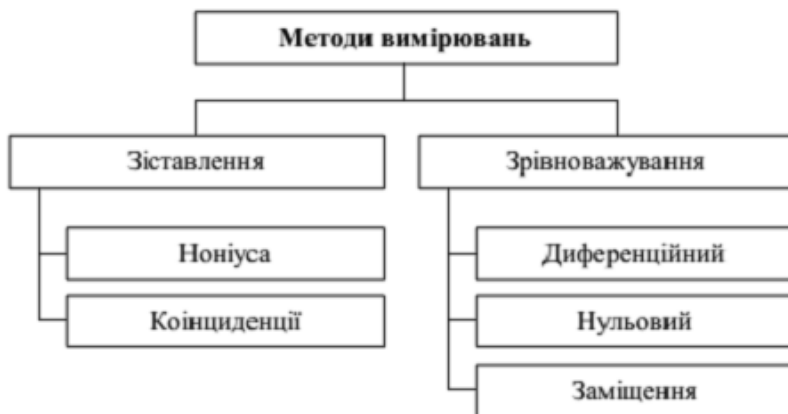 Методи вимірювань
Зіставлення
Ноніуса
Коінциденції
Зрівноважування
Диференційний
Нульовий
Заміщення